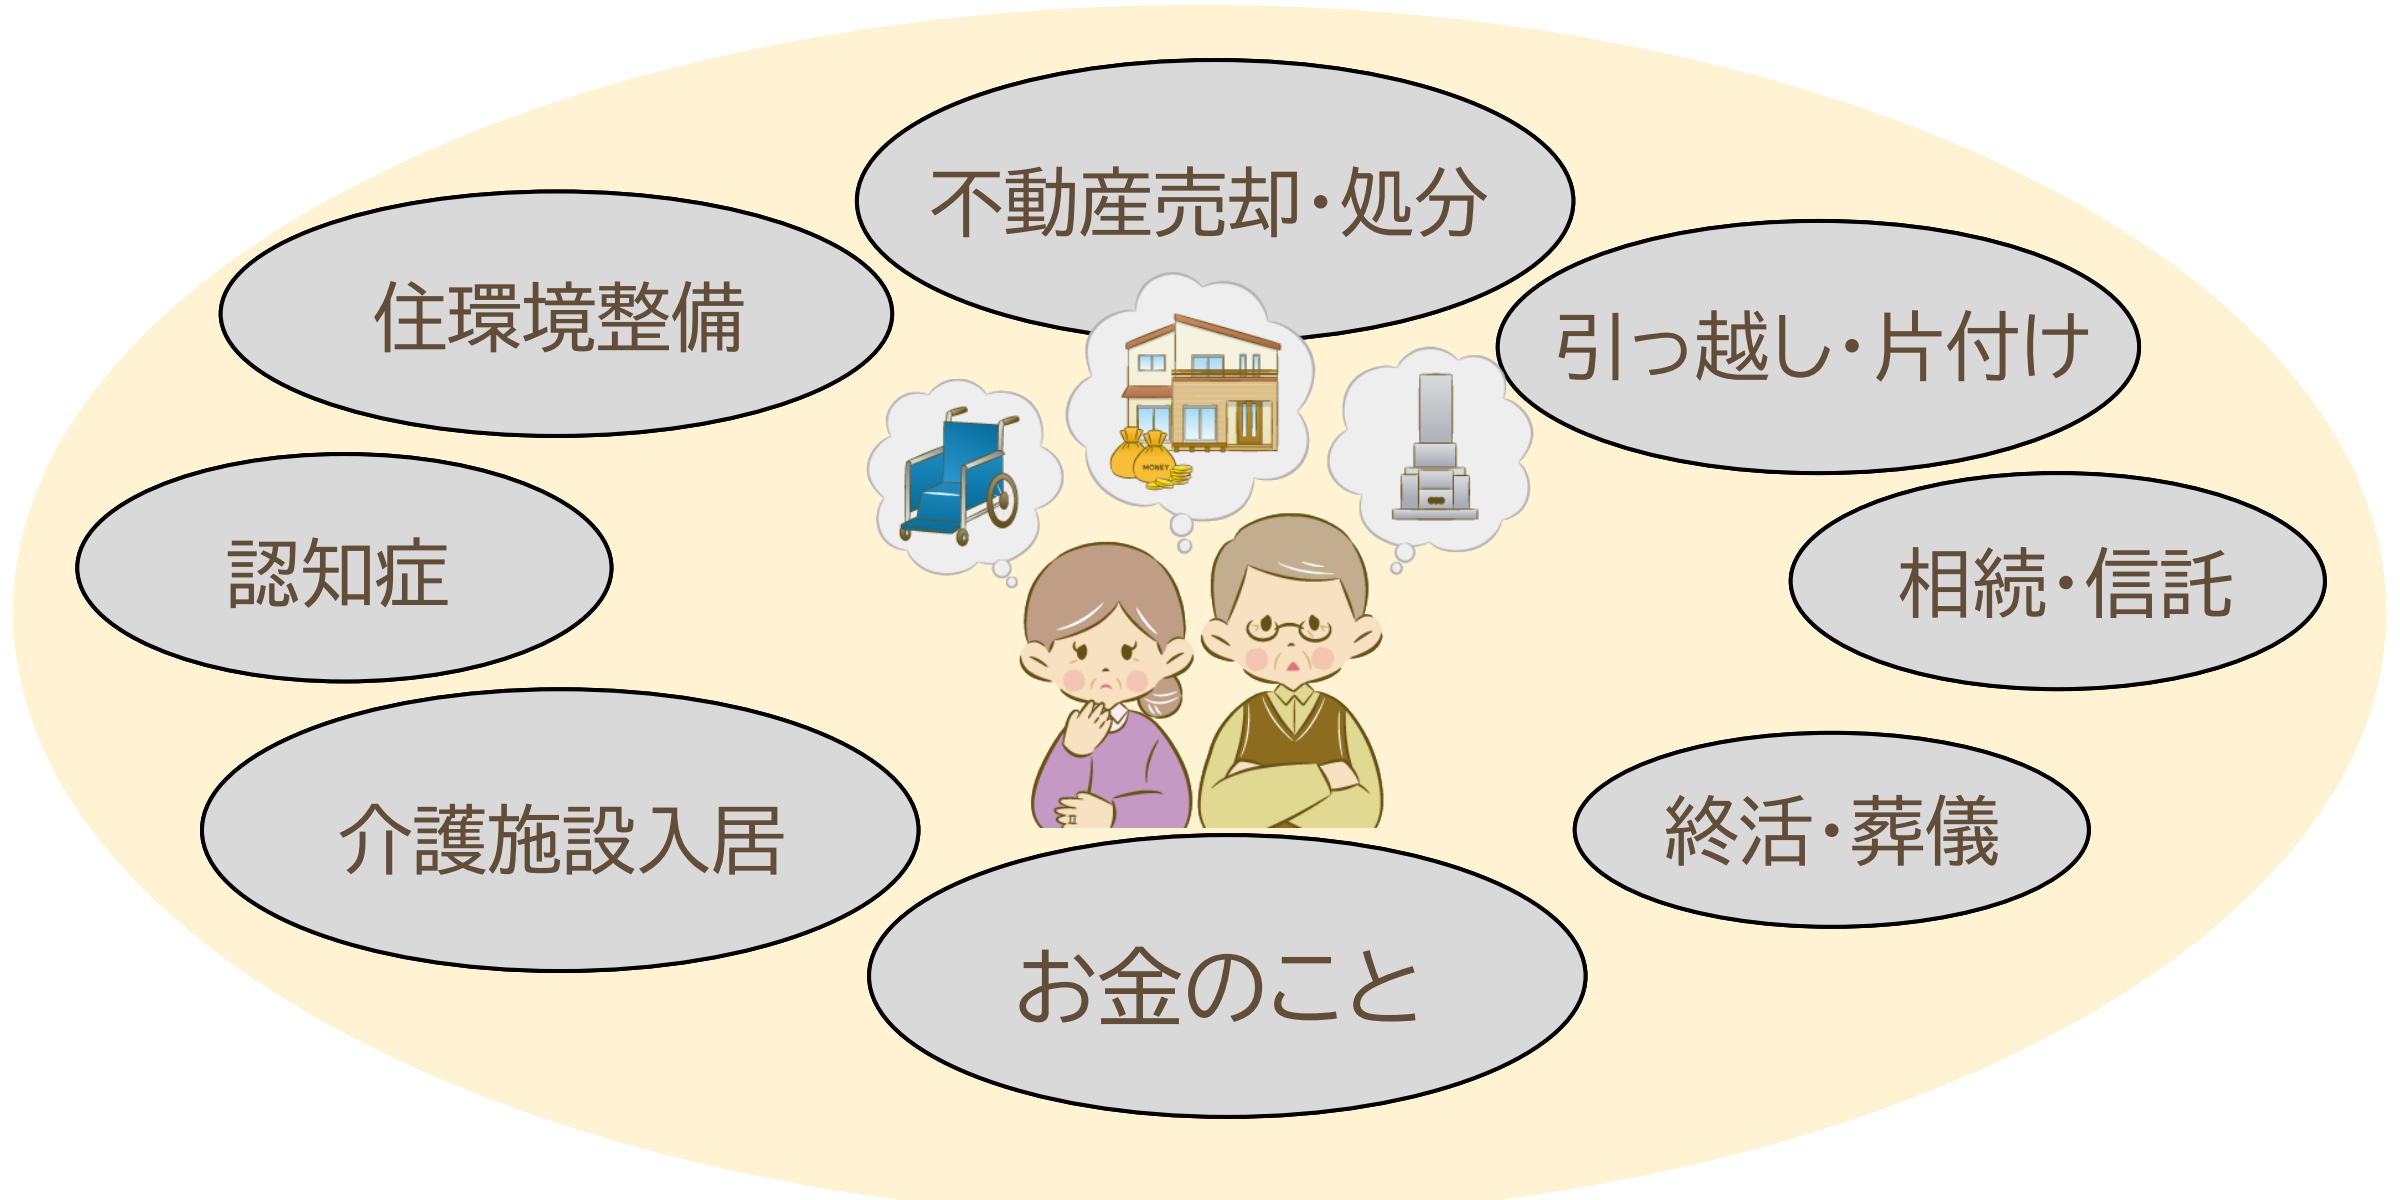 不動産売却・処分
住環境整備
引っ越し・片付け
MONEY
認知症
相続・信託
介護施設入居
終活・葬儀
お金のこと